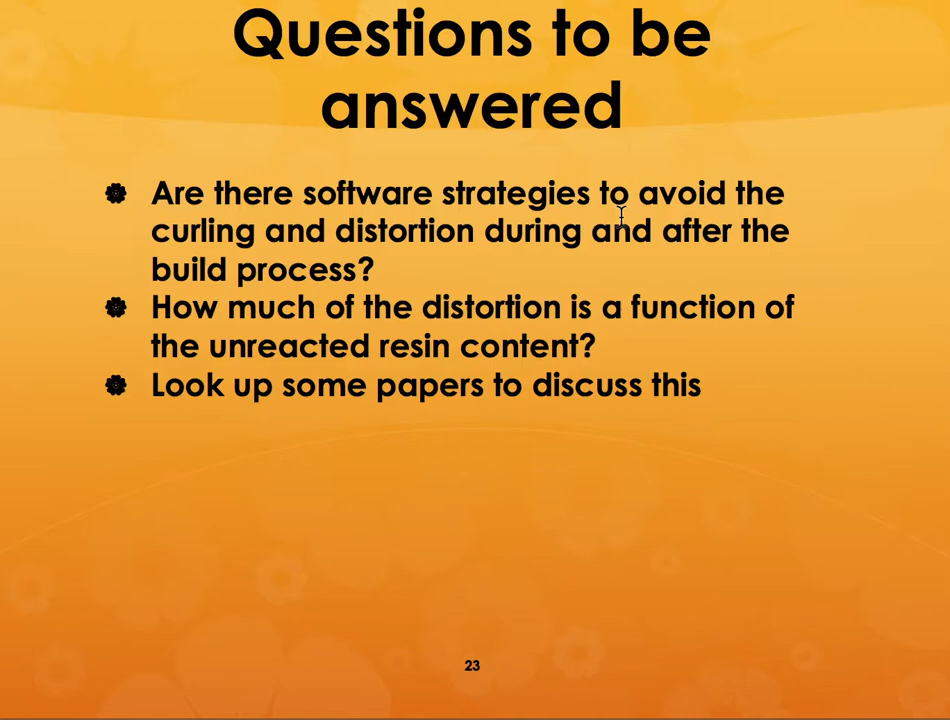 Questions to be
answered
Are there software strategies to avoid the
curling and distortion during and after the
build process?
How much of the distortion is a function of
the unreacted resin content?
Look up some papers to discuss this
23